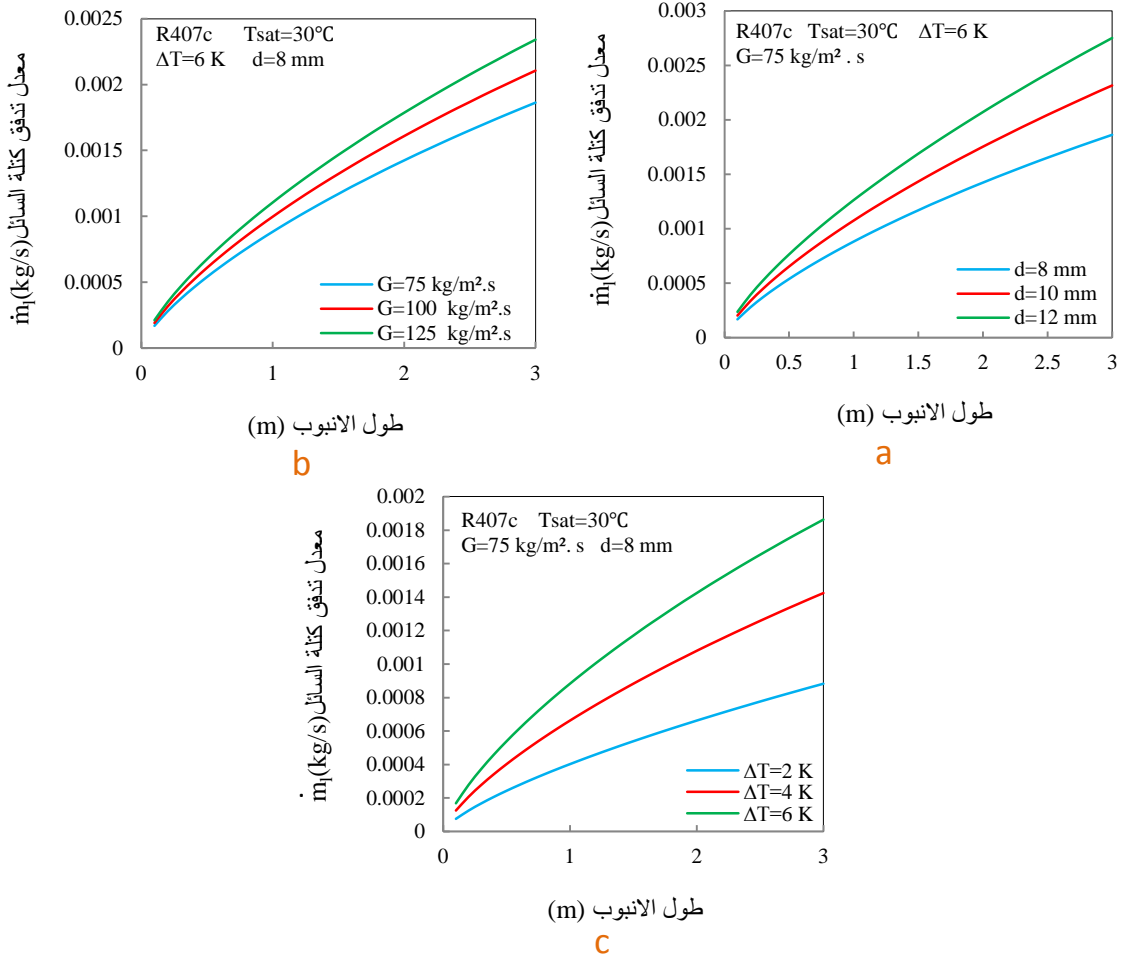 معدل تدفق كتلة السائل ṁl(kg/s)
0.0025
0.002
0.0015
0.001
0.0005
0
R407c Tsat=30℃
ΔT=6 K d=8 mm
G=75 kg/m².s
G=100 kg/m².s
G=125 kg/m².s
0 1 2 3
طول الانبوب (m)
b
معدل تدفق كتلة السائل ṁl(kg/s)
0.003
0.0025
0.002
0.0015
0.001
0.0005
0
R407c Tsat=30℃ ΔT=6 K
G=75 kg/m² . s
d=8 mm
d=10 mm
d=12 mm
0 0.5 1 1.5 2 2.5 3
طول الانبوب (m)
a
معدل تدفق كتلة السائل ṁl(kg/s)
0.002
0.0018
0.0016
0.0014
0.0012
0.001
0.0008
0.0006
0.0004
0.0002
0
R407c Tsat=30℃
G=75 kg/m². s d=8 mm
ΔT=2 K
ΔT=4 K
ΔT=6 K
0 1 2 3
طول الانبوب (m)
c